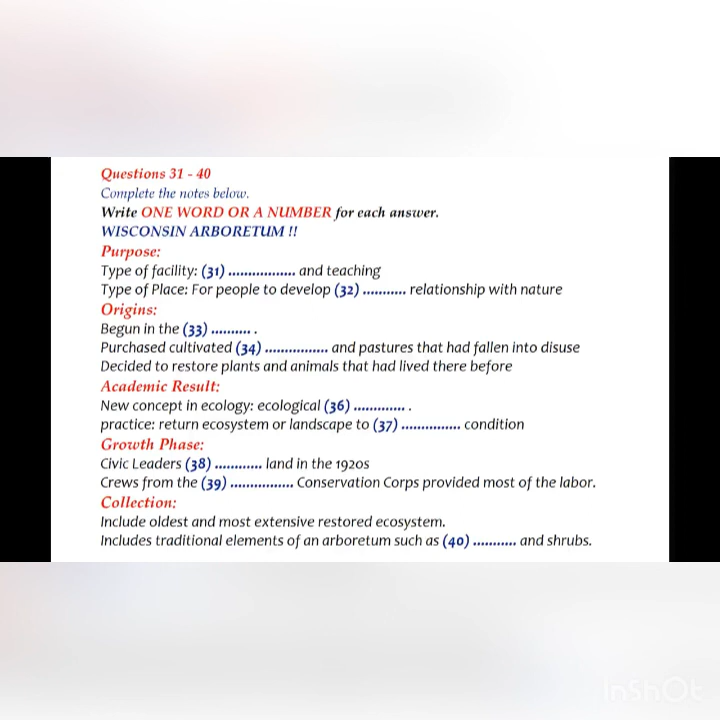 Questions 31 - 40
Complete the notes below.
Write ONE WORD OR A NUMBER for each answer.
WISCONSIN ARBORETUM !!
Purpose:
Type of facility: (31) ................. and teaching
Type of Place: For people to develop (32) ........... relationship with nature
Origins:
Begun in the (33) .......... .
Purchased cultivated (34) ................ and pastures that had fallen into disuse
Decided to restore plants and animals that had lived there before
Academic Result:
New concept in ecology: ecological (36) ............. .
practice: return ecosystem or landscape to (37) ............... condition
Growth Phase:
Civic Leaders (38) ............ land in the 1920s
Crews from the (39) ................ Conservation Corps provided most of the labor.
Collection:
Include oldest and most extensive restored ecosystem.
Includes traditional elements of an arboretum such as (40) ........... and shrubs.
InShOt